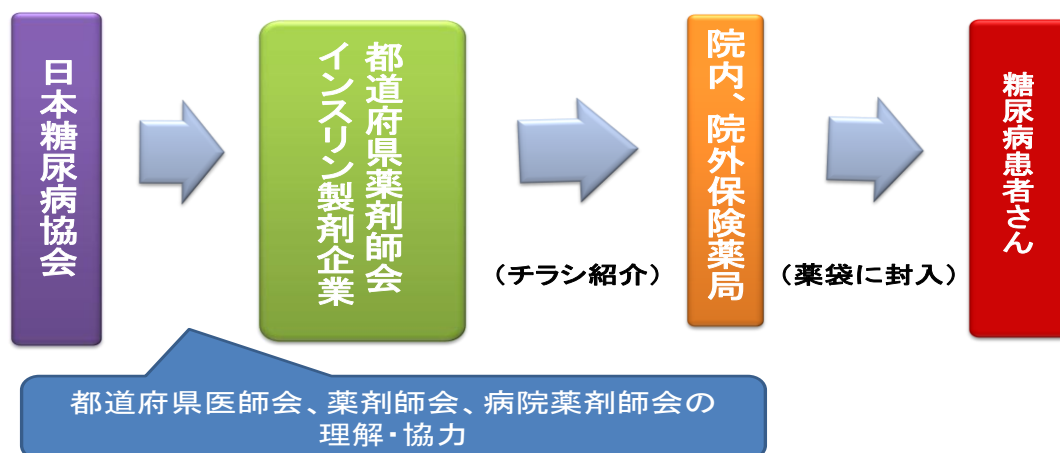 日本糖尿病協会
都道府県薬剤師会
インスリン製剤企業
（チラシ紹介）
院内、院外保険薬局
（薬袋に封入）
糖尿病患者さん
都道府県医師会、薬剤師会、病院薬剤師会の
理解・協力